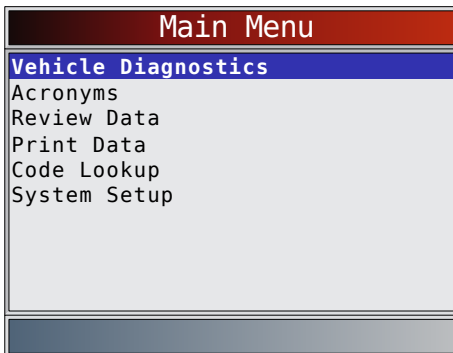 Main Menu
Vehicle Diagnostics
Acronyms
Review Data
Print Data
Code Lookup
System Setup